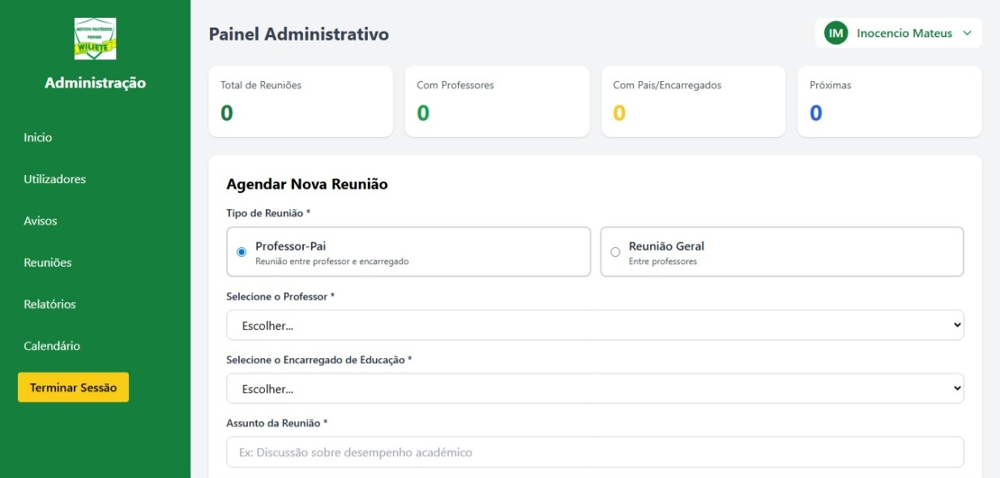 INSTITUTO POLITÉCNICO
PRIVADO
WILIETE
Administração
Inicio
Utilizadores
Avisos
Reuniões
Relatórios
Calendário
Terminar Sessão
Painel Administrativo
IM Inocencio Mateus
Total de Reuniões
0
Com Professores
0
Com Pais/Encarregados
0
Próximas
0
Agendar Nova Reunião
Tipo de Reunião *
Professor-Pai
Reunião entre professor e encarregado
Reunião Geral
Entre professores
Selecione o Professor *
Escolher...
Selecione o Encarregado de Educação *
Escolher...
Assunto da Reunião *
Ex: Discussão sobre desempenho académico